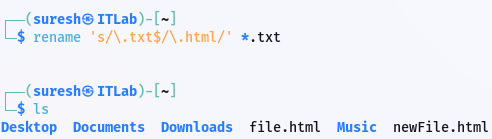 ┌──(suresh㉿ITLab)-[~]
└─$ rename 's/\.txt$/\.html/' *.txt
┌──(suresh㉿ITLab)-[~]
└─$ ls
Desktop Documents Downloads file.html Music newFile.html